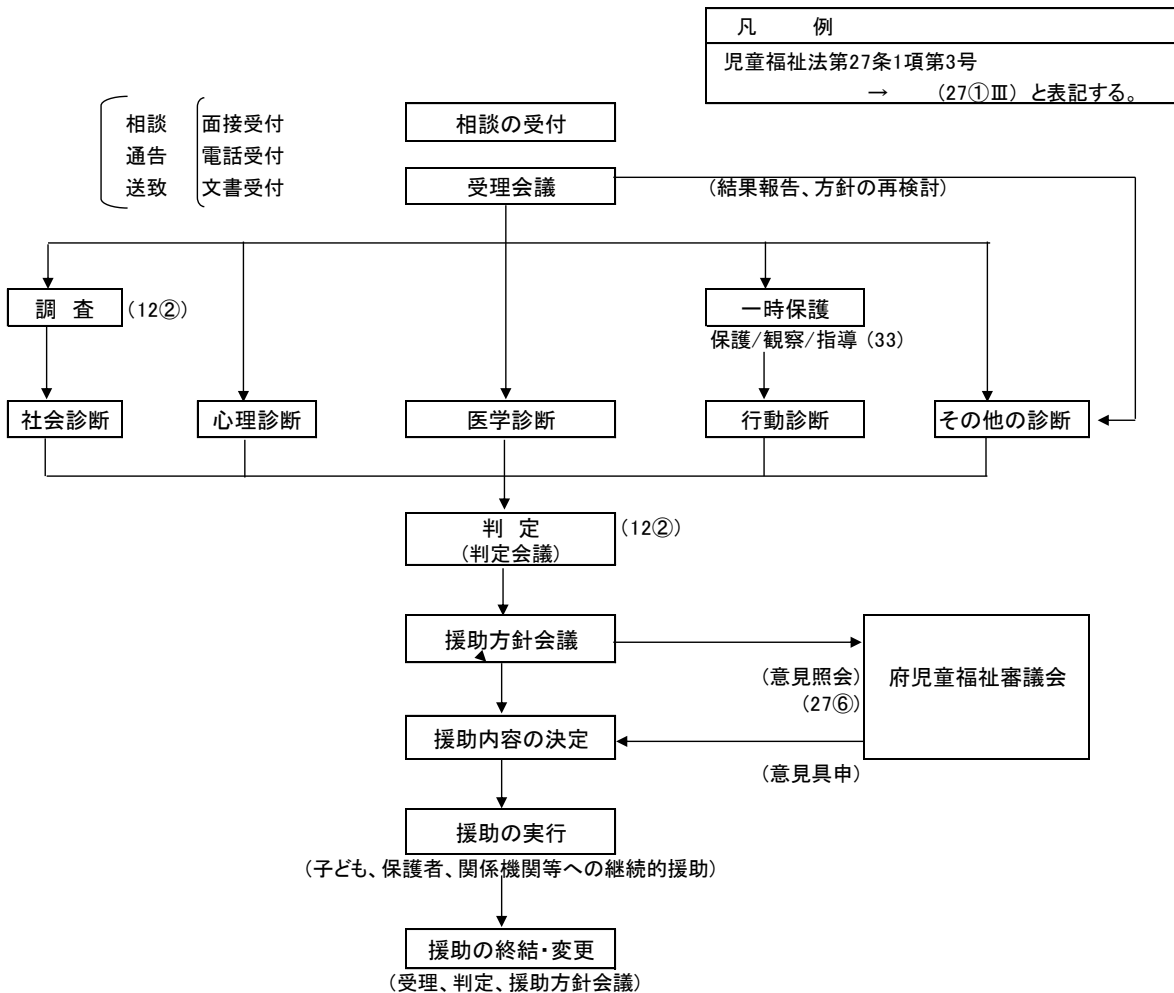 凡　　例
児童福祉法第27条1項第3号
→　（27①Ⅲ）と表記する。
相談　面接受付
通告　電話受付
送致　文書受付
相談の受付
受理会議
（結果報告、方針の再検討）
調　査
（12②）
一時保護
保護/観察/指導（33）
社会診断
心理診断
医学診断
行動診断
その他の診断
判　定
（判定会議）
（12②）
援助方針会議
（意見照会）
（27⑥）
府児童福祉審議会
援助内容の決定
（意見具申）
援助の実行
（子ども、保護者、関係機関等への継続的援助）
援助の終結・変更
（受理、判定、援助方針会議）